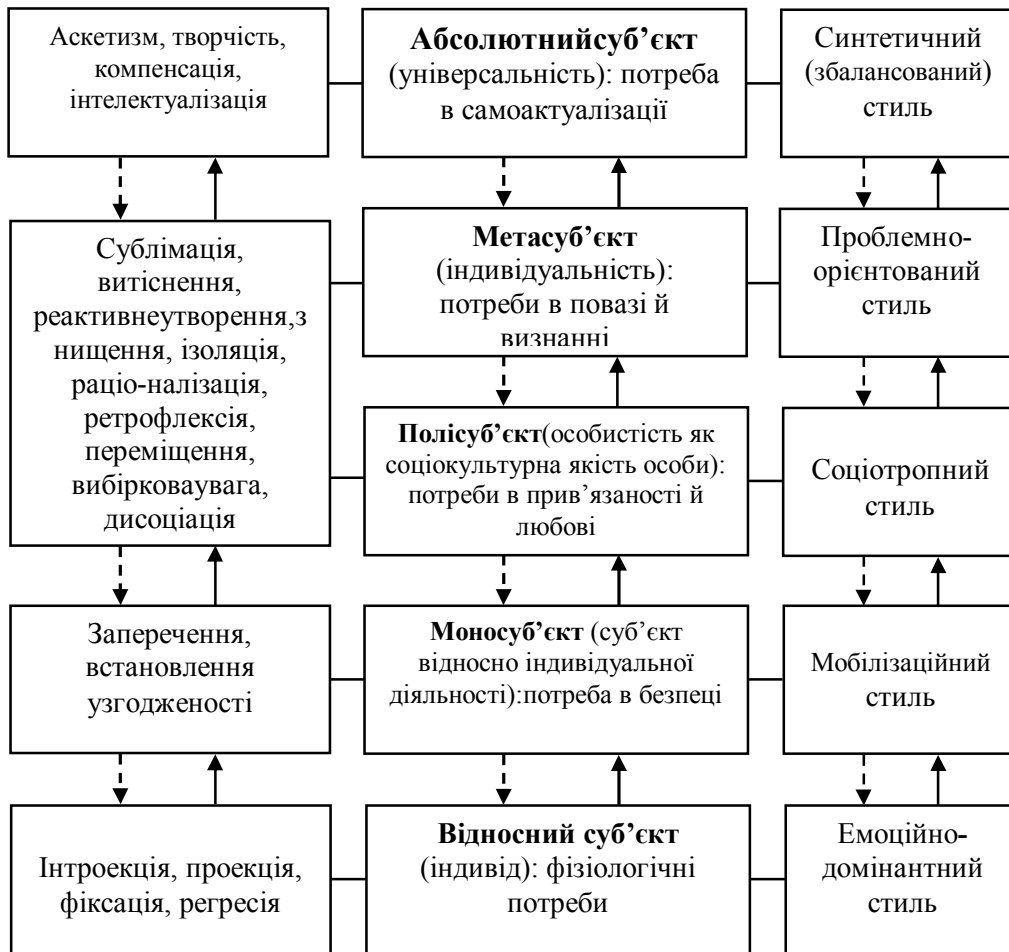 Аскетизм, творчість,
компенсація,
інтелектуалізація
Абсолютнийсуб’єкт
(універсальність): потреба
в самоактуалізації
Синтетичний
(збалансований)
стиль
Сублімація,
витіснення,
реактивнеутворення,з
нищення, ізоляція,
раціо-налізація,
ретрофлексія,
переміщення,
вибірковаувага,
дисоціація
Метасуб’єкт
(індивідуальність):
потреби в повазі й
визнанні
Проблемно-
орієнтований
стиль
Полісуб’єкт(особистість як
соціокультурна якість особи):
потреби в прив’язаності й
любові
Соціотропний
стиль
Заперечення,
встановлення
узгодженості
Моносуб’єкт (суб’єкт
відносно індивідуальної
діяльності):потреба в безпеці
Мобілізаційний
стиль
Інтроекція, проекція,
фіксація, регресія
Відносний суб’єкт
(індивід): фізіологічні
потреби
Емоційно-
домінантний
стиль